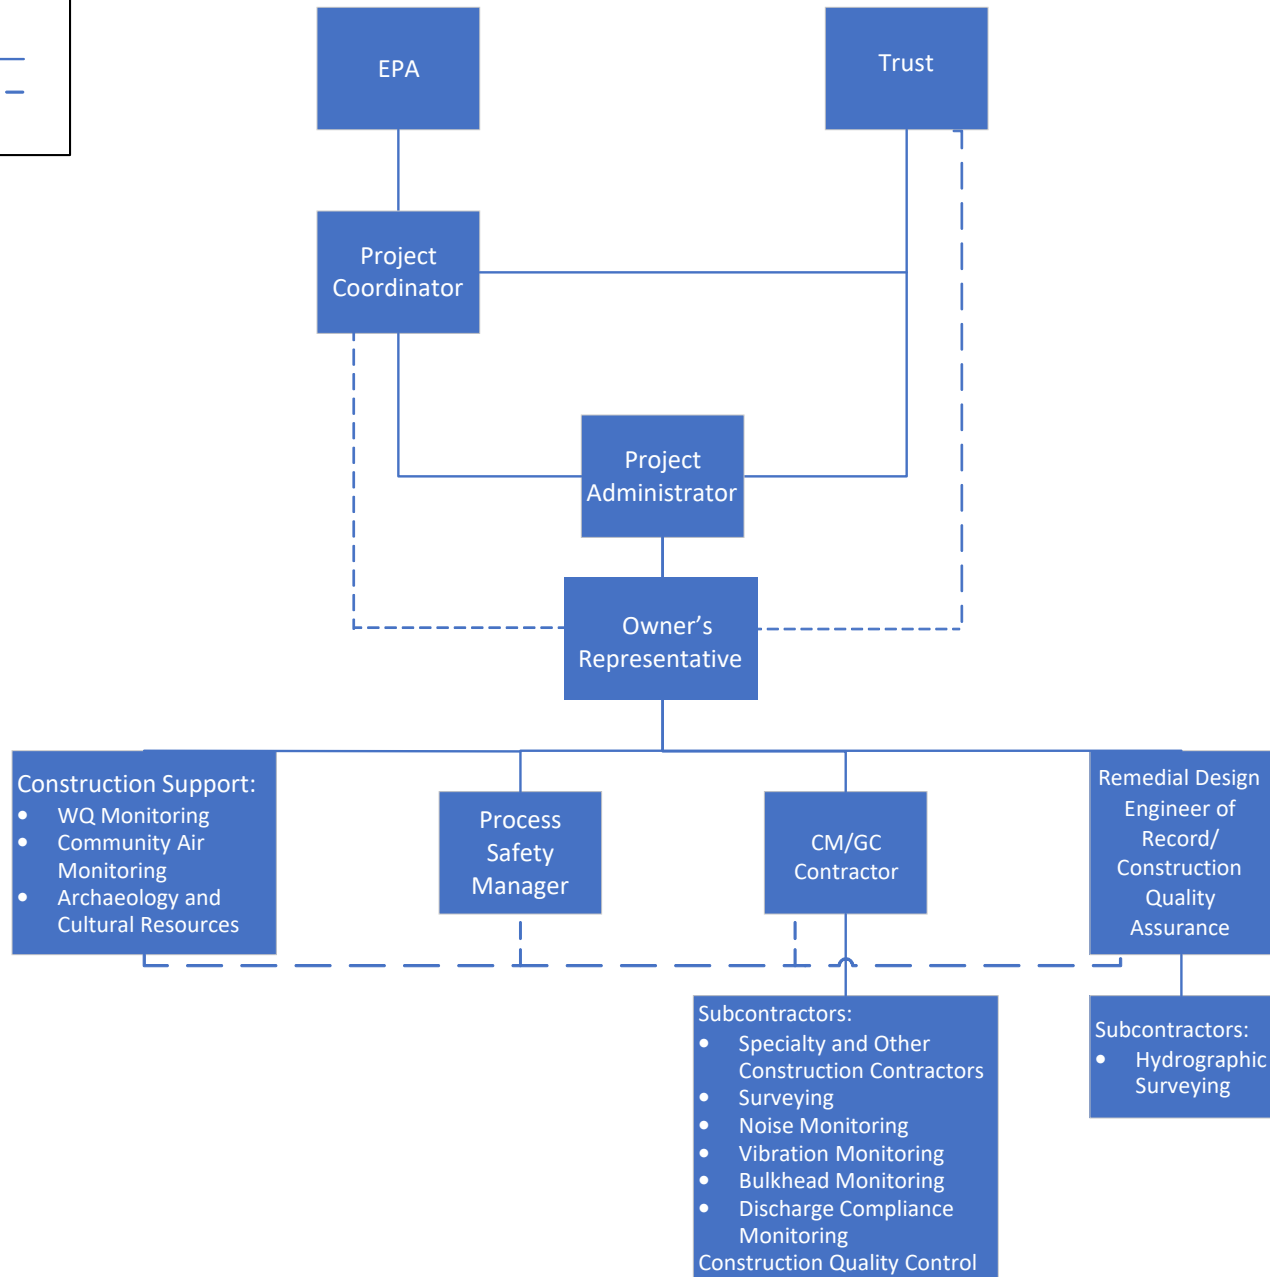 EPA
Trust
Project
Coordinator
Project
Administrator
Owner’s
Representative
Construction Support:
• WQ Monitoring
• Community Air
Monitoring
• Archaeology and
Cultural Resources
Process
Safety
Manager
CM/GC
Contractor
Remedial Design
Engineer of
Record/
Construction
Quality
Assurance
Subcontractors:
• Specialty and Other
Construction Contractors
• Surveying
• Noise Monitoring
• Vibration Monitoring
• Bulkhead Monitoring
• Discharge Compliance
Monitoring
Construction Quality Control
Subcontractors:
• Hydrographic
Surveying